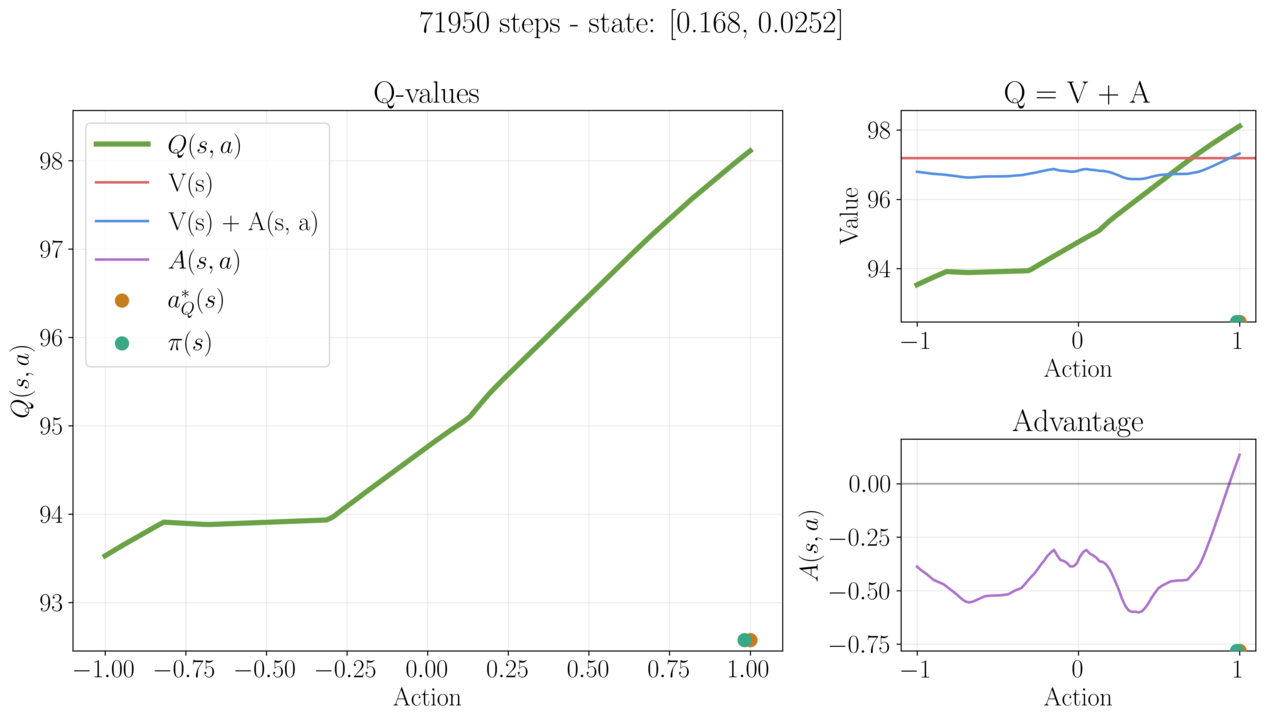 71950 steps - state: [0.168, 0.0252]
Q-values
Q(s, a)
98
97
96
95
94
93
−1.00 −0.75 −0.50 −0.25 0.00 0.25 0.50 0.75 1.00
Action
Q(s, a)
V(s)
V(s) + A(s, a)
A(s, a)
a*Q(s)
π(s)
Q = V + A
Value
98
96
94
−1 0 1
Action
Advantage
A(s, a)
0.00
−0.25
−0.50
−0.75
−1 0 1
Action